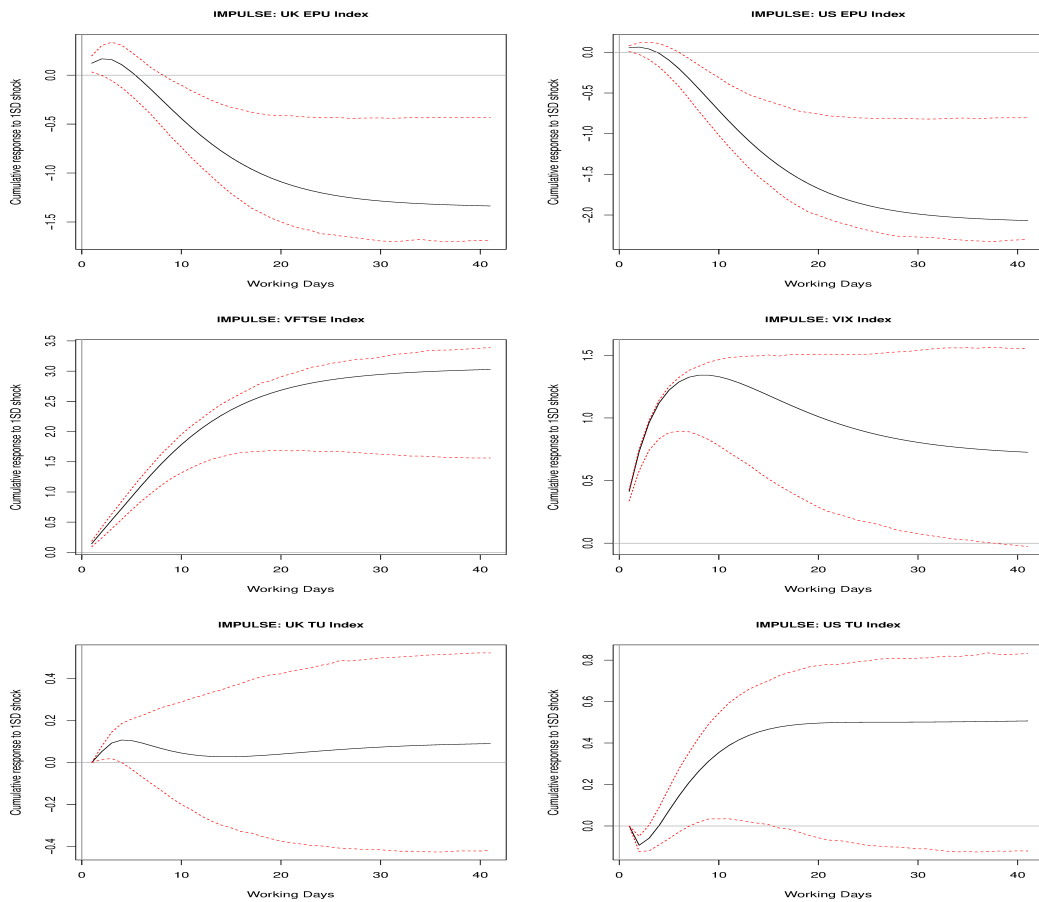 IMPULSE: UK EPU Index
Cumulative response to 1SD shock
0.0
-0.5
-1.0
-1.5
0 10 20 30 40
Working Days
IMPULSE: US EPU Index
Cumulative response to 1SD shock
0.0
-0.5
-1.0
-1.5
-2.0
0 10 20 30 40
Working Days
IMPULSE: VFTSE Index
Cumulative response to 1SD shock
3.5
3.0
2.5
2.0
1.5
1.0
0.5
0.0
0 10 20 30 40
Working Days
IMPULSE: VIX Index
Cumulative response to 1SD shock
1.5
1.0
0.5
0.0
0 10 20 30 40
Working Days
IMPULSE: UK TU Index
Cumulative response to 1SD shock
0.4
0.2
0.0
-0.2
-0.4
0 10 20 30 40
Working Days
IMPULSE: US TU Index
Cumulative response to 1SD shock
0.8
0.6
0.4
0.2
0.0
0 10 20 30 40
Working Days